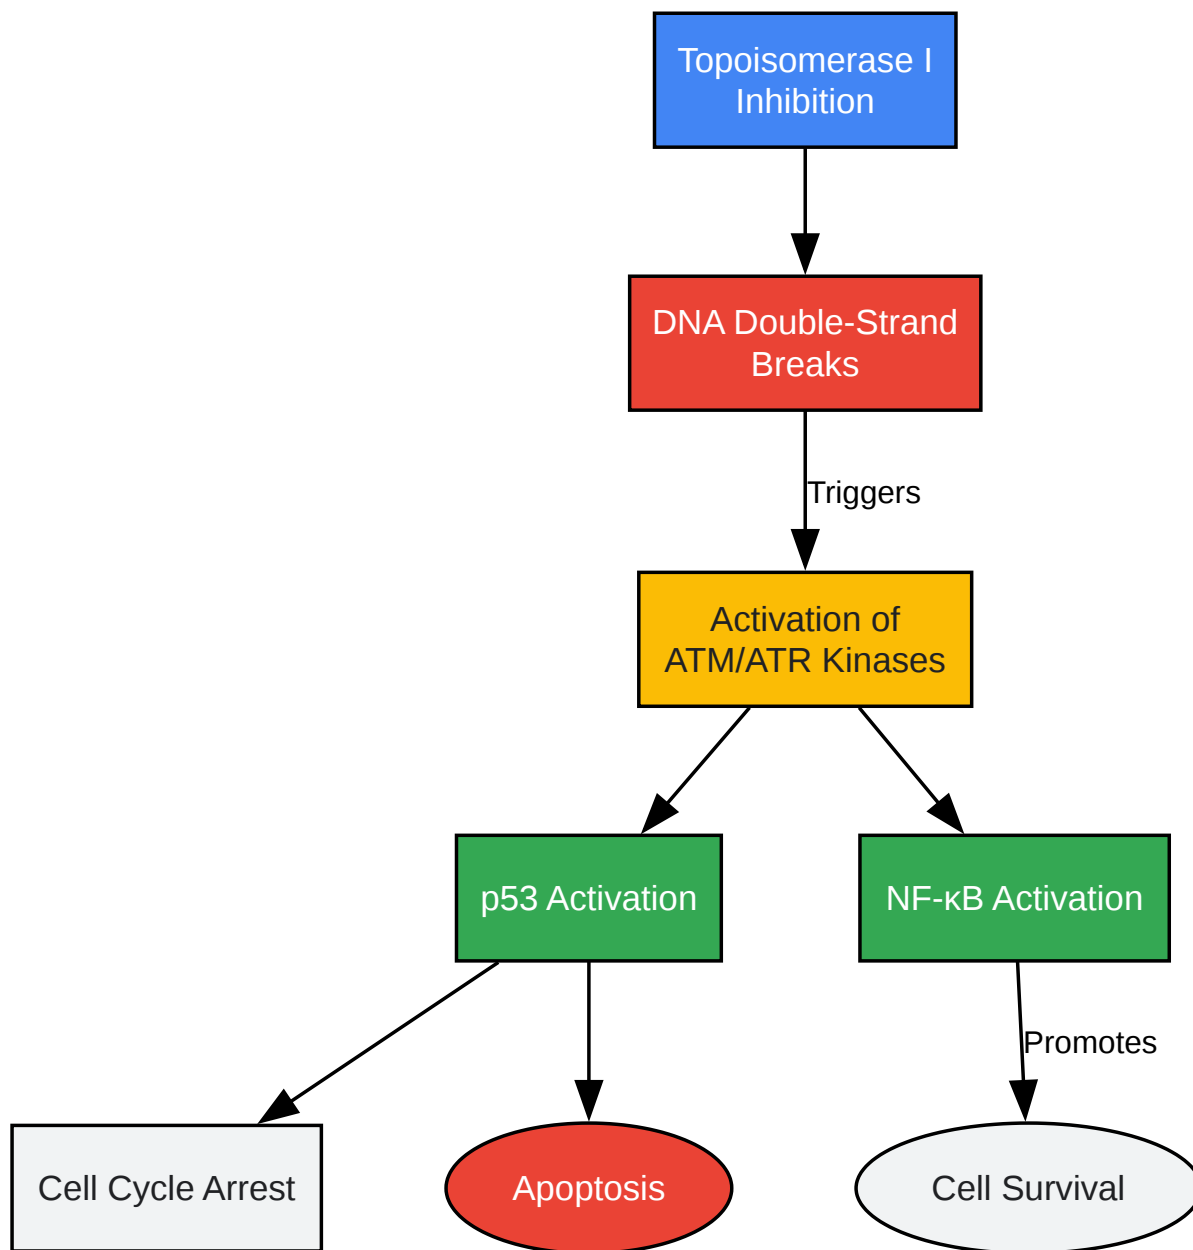 Topoisomerase I
Inhibition
DNA Double-Strand
Breaks
Triggers
Activation of
ATM/ATR Kinases
p53 Activation
NF-κB Activation
Promotes
Cell Cycle Arrest
Apoptosis
Cell Survival